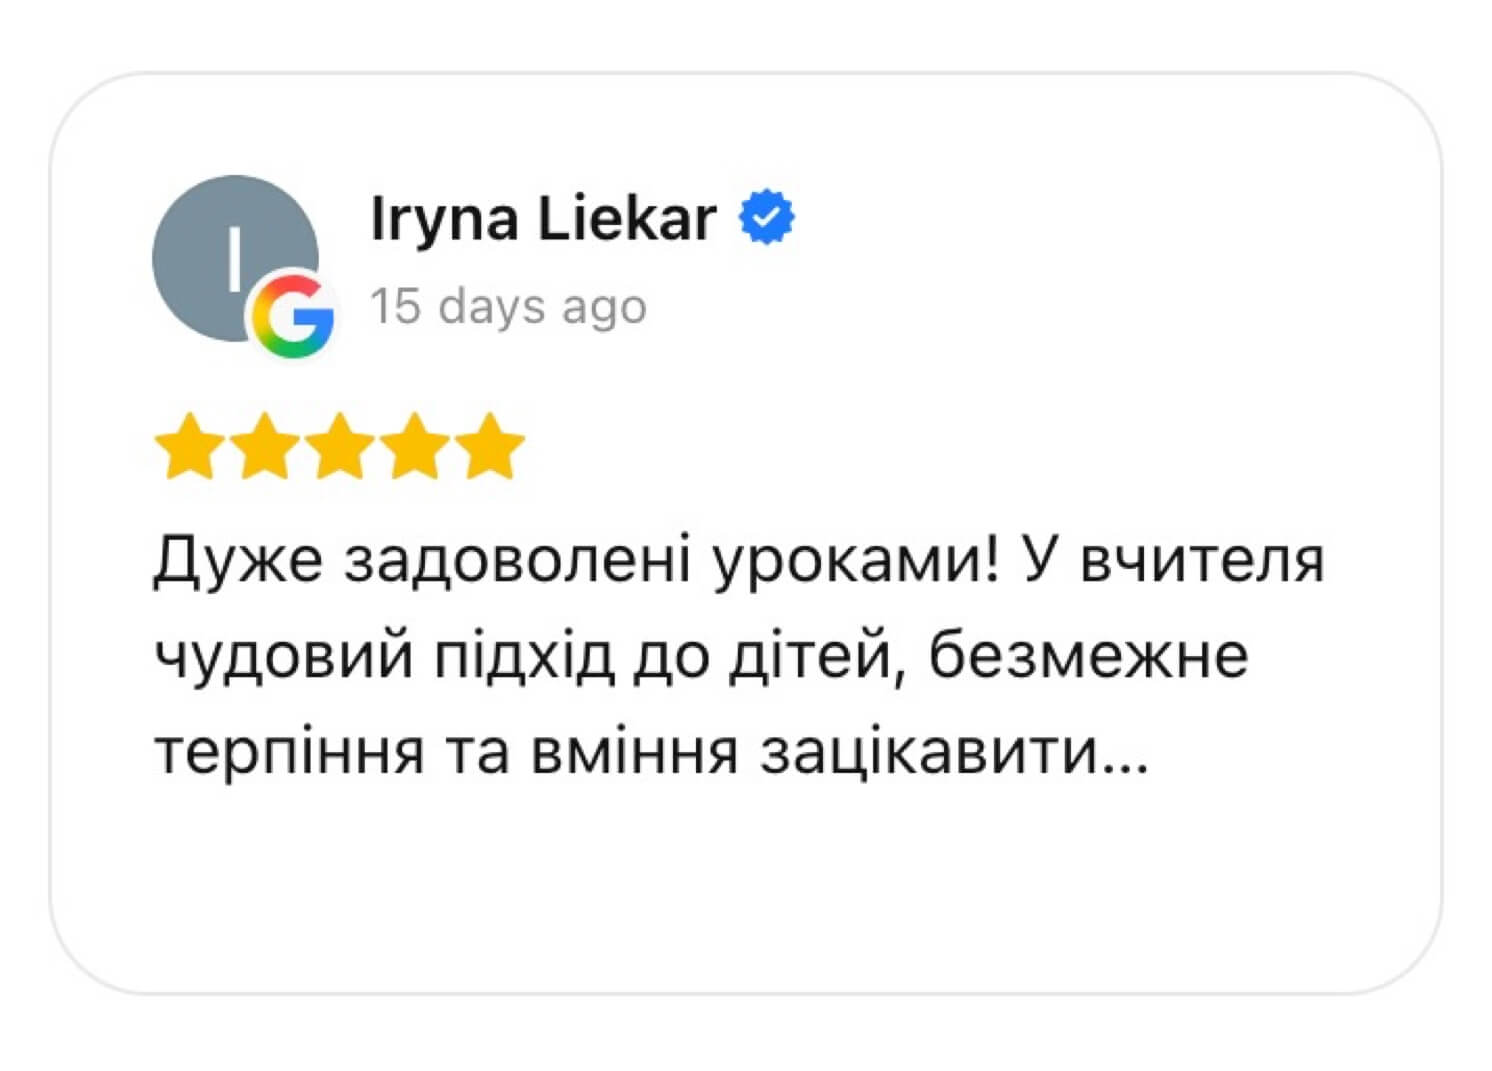 I
Iryna Liekar
15 days ago
Дуже задоволені уроками! У вчителя
чудовий підхід до дітей, безмежне
терпіння та вміння зацікавити...